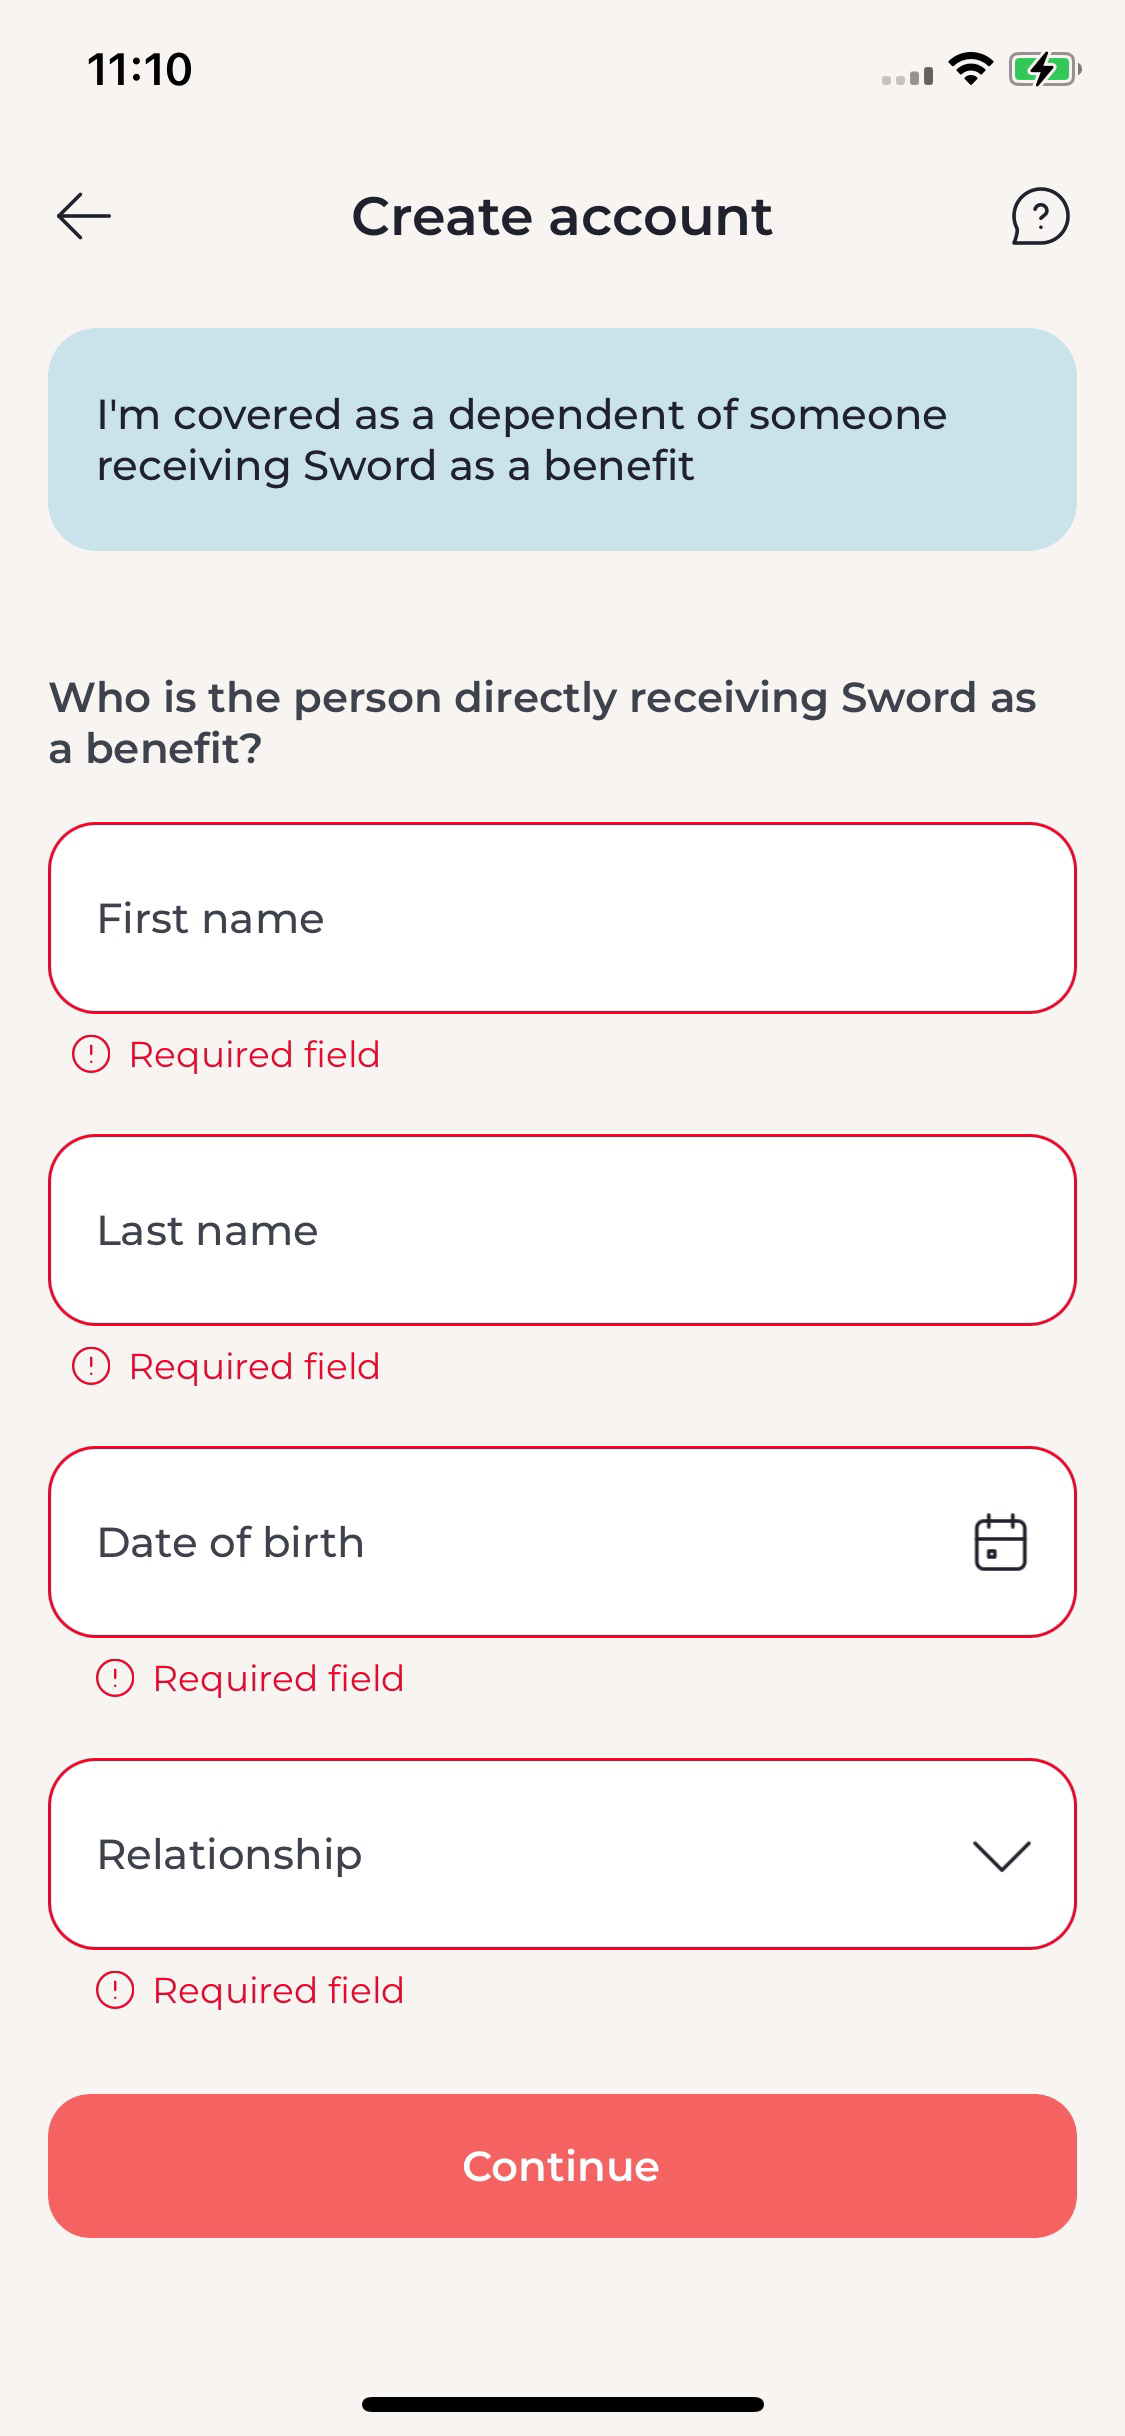 11:10
Create account
I'm covered as a dependent of someone
receiving Sword as a benefit
Who is the person directly receiving Sword as
a benefit?
First name
Required field
Last name
Required field
Date of birth
Required field
Relationship
Required field
Continue